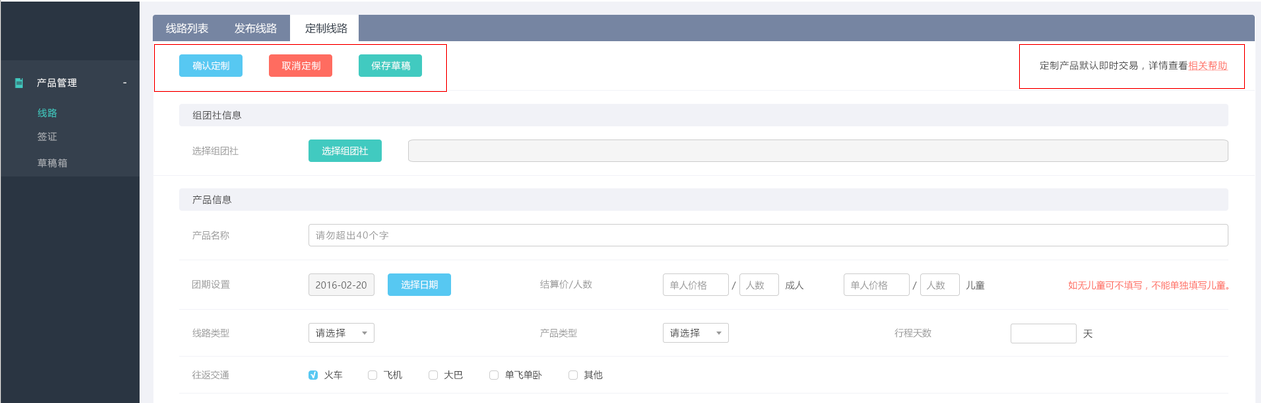 线路列表 发布线路 定制线路
确认定制 取消定制 保存草稿 定制产品默认即时交易，详情查看相关帮助
产品管理 -
线路
签证
草稿箱
组团社信息
选择组团社 选择组团社
产品信息
产品名称 请勿超出40个字
团期设置 2016-02-20 选择日期 结算价/人数 单人价格 / 人数 成人 单人价格 / 人数 儿童 如无儿童可不填写，不能单独填写儿童。
线路类型 请选择 产品类型 请选择 行程天数 天
往返交通 火车 飞机 大巴 单飞单卧 其他